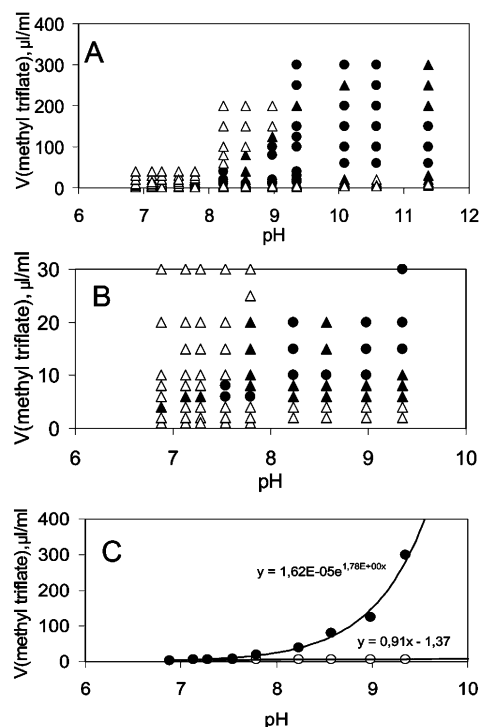 A
V(methyl triflate), µl/ml
400
300
200
100
0
6 7 8 9 10 11 12
pH
B
V(methyl triflate), µl/ml
30
20
10
0
6 7 8 9 10
pH
C
V(methyl triflate), µl/ml
400
300
200
100
0
y = 1,62E-05e^1,78E+00x
y = 0,91x - 1,37
6 7 8 9 10
pH